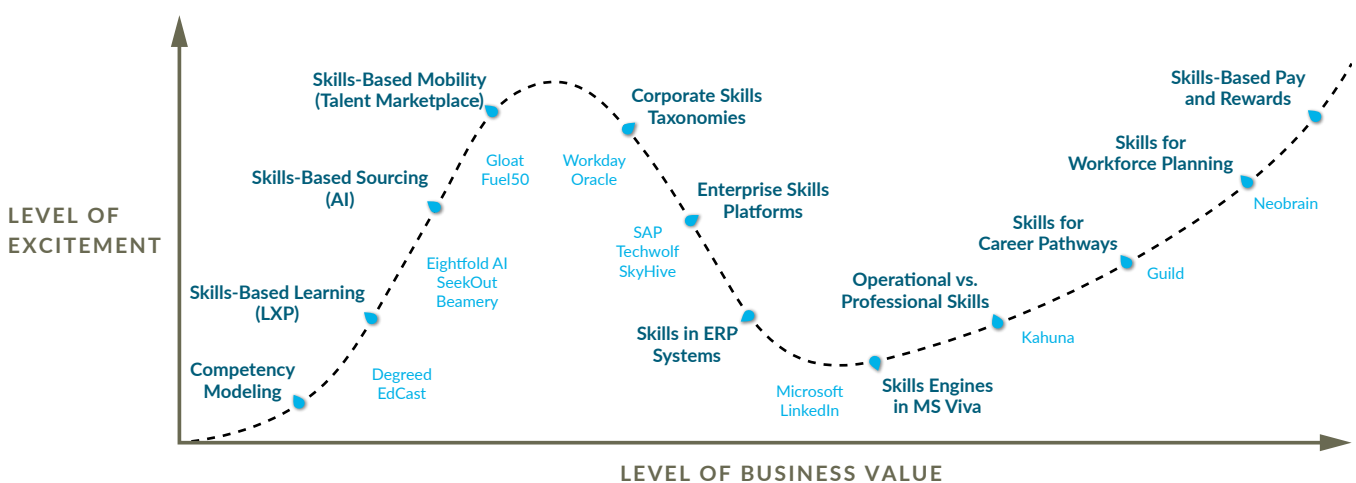 LEVEL OF
EXCITEMENT
Competency
Modeling
Skills-Based Learning
(LXP)
Degreed
EdCast
Skills-Based Sourcing
(AI)
Eightfold AI
SeekOut
Beamery
Skills-Based Mobility
(Talent Marketplace)
Gloat
Fuel50
Corporate Skills
Taxonomies
Workday
Oracle
Enterprise Skills
Platforms
SAP
Techwolf
SkyHive
Skills in ERP
Systems
Microsoft
LinkedIn
Skills Engines
in MS Viva
Operational vs.
Professional Skills
Kahuna
Skills for
Career Pathways
Guild
Skills for
Workforce Planning
Neobrain
Skills-Based Pay
and Rewards
LEVEL OF BUSINESS VALUE